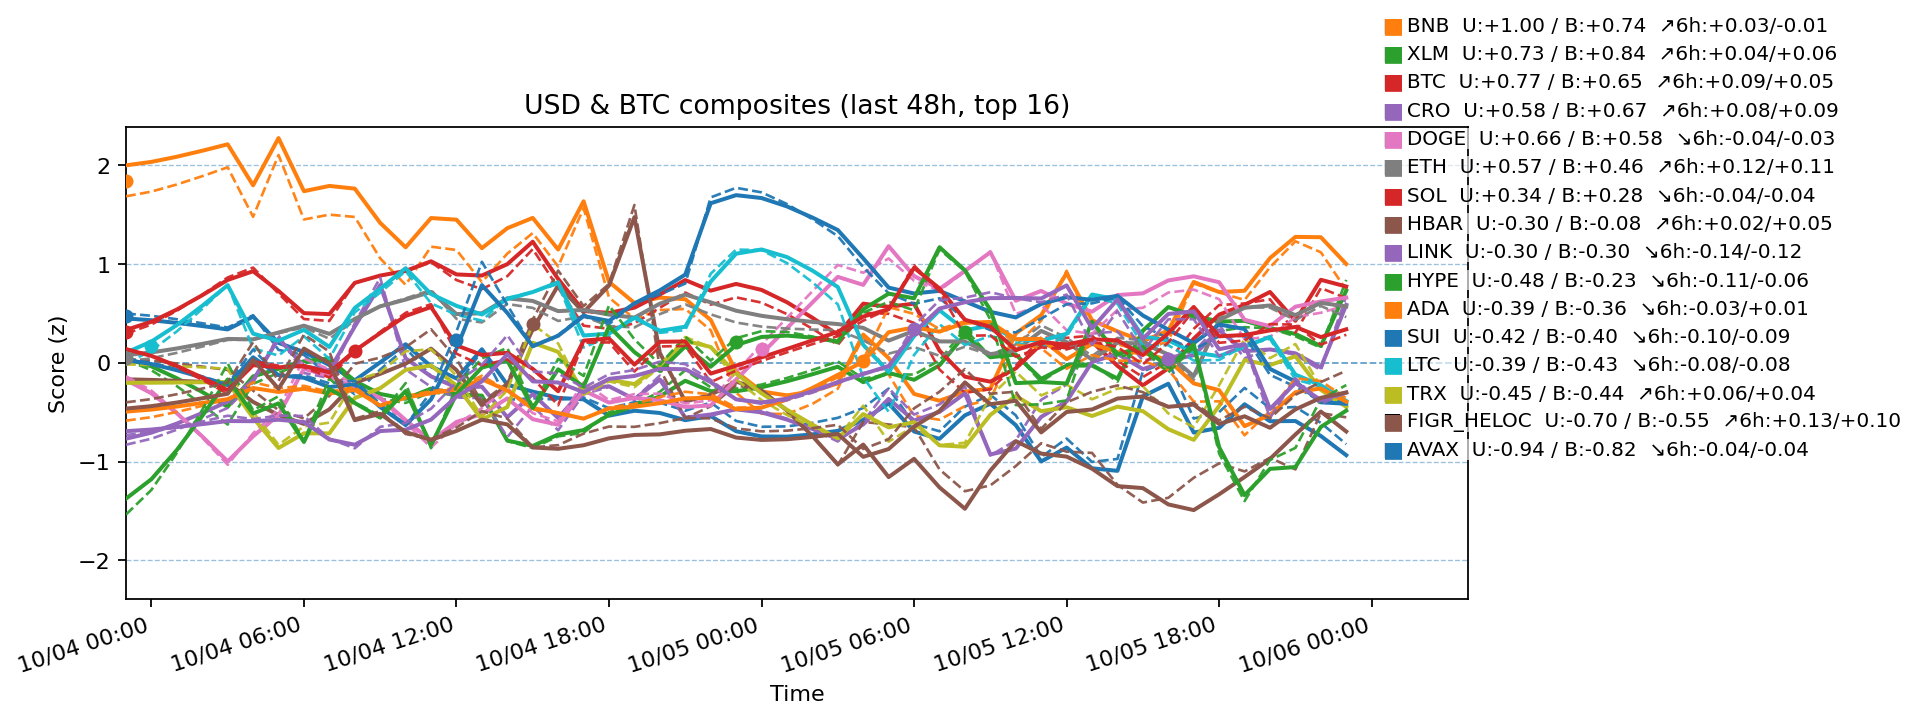 BNB  U:+1.00 / B:+0.74  ↗6h:+0.03/-0.01
XLM  U:+0.73 / B:+0.84  ↗6h:+0.04/+0.06
BTC  U:+0.77 / B:+0.65  ↗6h:+0.09/+0.05
CRO  U:+0.58 / B:+0.67  ↗6h:+0.08/+0.09
DOGE  U:+0.66 / B:+0.58  ↘6h:-0.04/-0.03
ETH  U:+0.57 / B:+0.46  ↗6h:+0.12/+0.11
SOL  U:+0.34 / B:+0.28  ↘6h:-0.04/-0.04
HBAR  U:-0.30 / B:-0.08  ↗6h:+0.02/+0.05
LINK  U:-0.30 / B:-0.30  ↘6h:-0.14/-0.12
HYPE  U:-0.48 / B:-0.23  ↘6h:-0.11/-0.06
ADA  U:-0.39 / B:-0.36  ↘6h:-0.03/+0.01
SUI  U:-0.42 / B:-0.40  ↘6h:-0.10/-0.09
LTC  U:-0.39 / B:-0.43  ↘6h:-0.08/-0.08
TRX  U:-0.45 / B:-0.44  ↗6h:+0.06/+0.04
FIGR_HELOC  U:-0.70 / B:-0.55  ↗6h:+0.13/+0.10
AVAX  U:-0.94 / B:-0.82  ↘6h:-0.04/-0.04
USD & BTC composites (last 48h, top 16)
Score (z)
2
1
0
−1
−2
10/04 00:00
10/04 06:00
10/04 12:00
10/04 18:00
10/05 00:00
10/05 06:00
10/05 12:00
10/05 18:00
10/06 00:00
Time